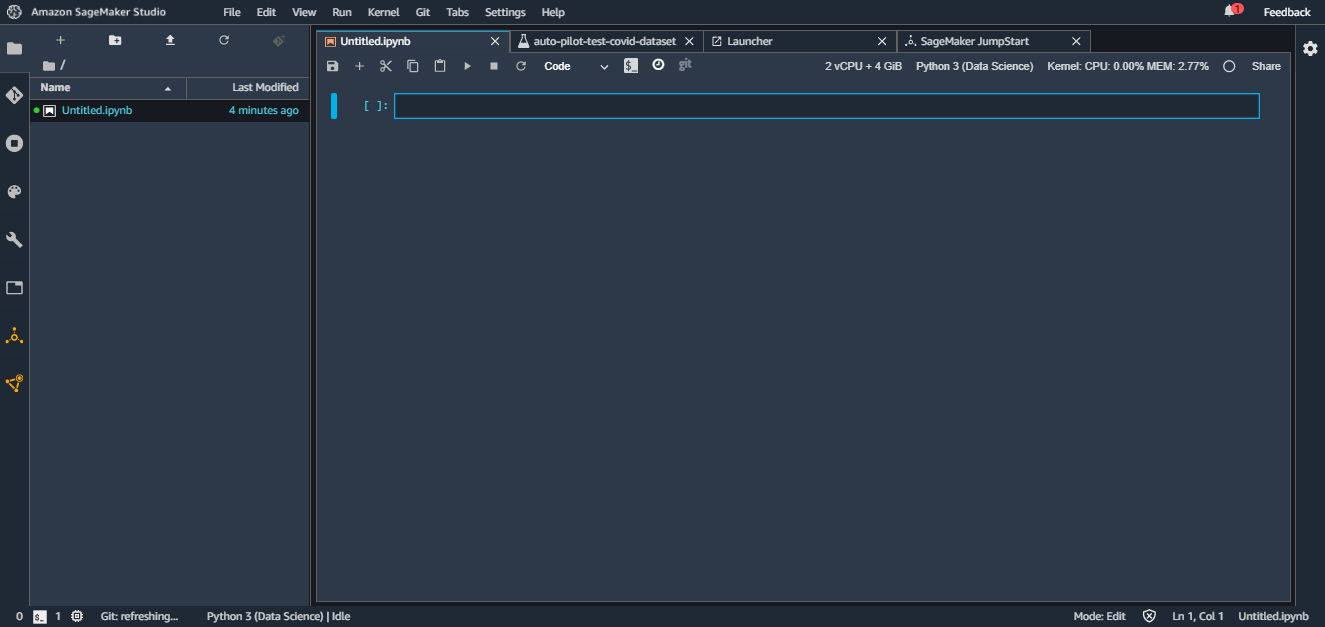 Amazon SageMaker Studio File Edit View Run Kernel Git Tabs Settings Help 1 Feedback
Untitled.ipynb auto-pilot-test-covid-dataset Launcher SageMaker JumpStart
/ Code $_ git 2 vCPU + 4 GiB Python 3 (Data Science) Kernel: CPU: 0.00% MEM: 2.77% Share
Name Last Modified
Untitled.ipynb 4 minutes ago
[ ]:
0 $_ 1 Git: refreshing... Python 3 (Data Science) | Idle Mode: Edit Ln 1, Col 1 Untitled.ipynb